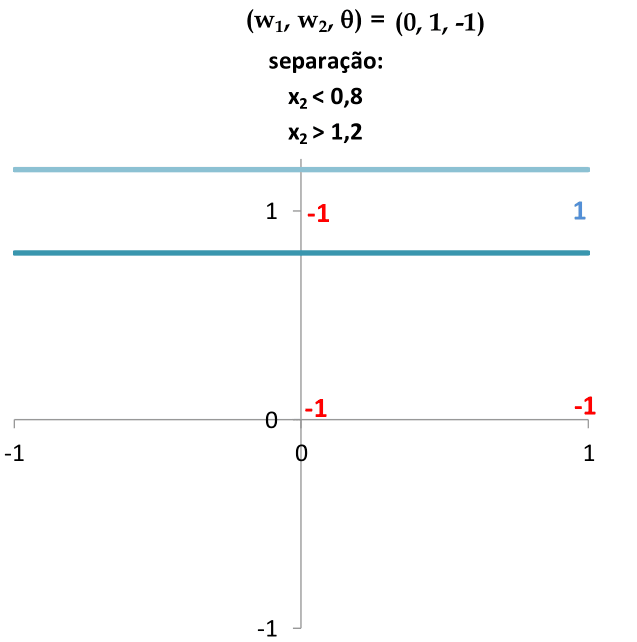 (w₁, w₂, θ) = (0, 1, -1)
separação:
x₂ < 0,8
x₂ > 1,2
1 -1 1
0 -1 -1
-1 0 1
-1